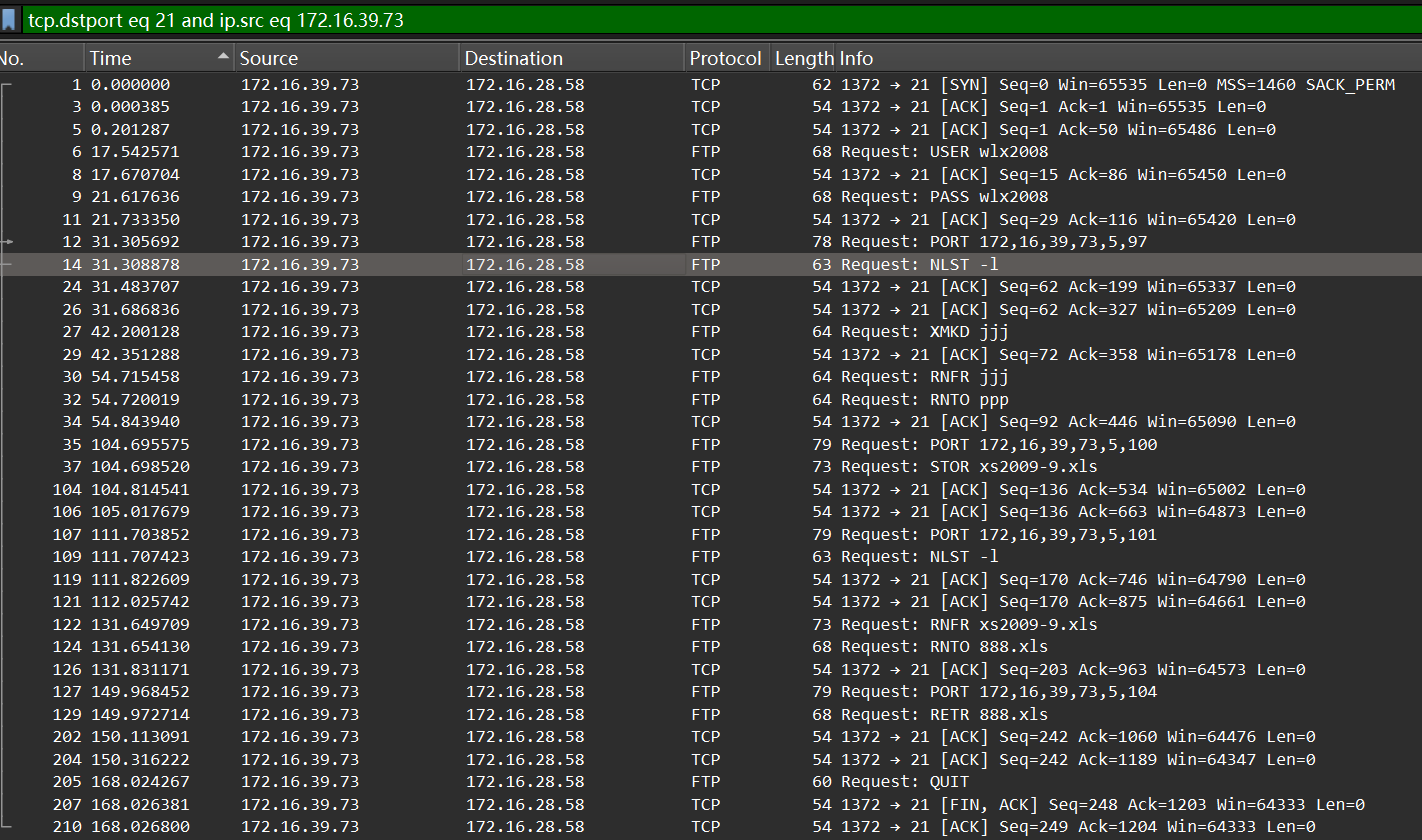 tcp.dstport eq 21 and ip.src eq 172.16.39.73
No. Time Source Destination Protocol Length Info
1 0.000000 172.16.39.73 172.16.28.58 TCP 62 1372 → 21 [SYN] Seq=0 Win=65535 Len=0 MSS=1460 SACK_PERM
3 0.000385 172.16.39.73 172.16.28.58 TCP 54 1372 → 21 [ACK] Seq=1 Ack=1 Win=65535 Len=0
5 0.201287 172.16.39.73 172.16.28.58 TCP 54 1372 → 21 [ACK] Seq=1 Ack=50 Win=65486 Len=0
6 17.542571 172.16.39.73 172.16.28.58 FTP 68 Request: USER wlx2008
8 17.670704 172.16.39.73 172.16.28.58 TCP 54 1372 → 21 [ACK] Seq=15 Ack=86 Win=65450 Len=0
9 21.617636 172.16.39.73 172.16.28.58 FTP 68 Request: PASS wlx2008
11 21.733350 172.16.39.73 172.16.28.58 TCP 54 1372 → 21 [ACK] Seq=29 Ack=116 Win=65420 Len=0
12 31.305692 172.16.39.73 172.16.28.58 FTP 78 Request: PORT 172,16,39,73,5,97
14 31.308878 172.16.39.73 172.16.28.58 FTP 63 Request: NLST -l
24 31.483707 172.16.39.73 172.16.28.58 TCP 54 1372 → 21 [ACK] Seq=62 Ack=199 Win=65337 Len=0
26 31.686836 172.16.39.73 172.16.28.58 TCP 54 1372 → 21 [ACK] Seq=62 Ack=327 Win=65209 Len=0
27 42.200128 172.16.39.73 172.16.28.58 FTP 64 Request: XMKD jjj
29 42.351288 172.16.39.73 172.16.28.58 TCP 54 1372 → 21 [ACK] Seq=72 Ack=358 Win=65178 Len=0
30 54.715458 172.16.39.73 172.16.28.58 FTP 64 Request: RNFR jjj
32 54.720019 172.16.39.73 172.16.28.58 FTP 64 Request: RNTO ppp
34 54.843940 172.16.39.73 172.16.28.58 TCP 54 1372 → 21 [ACK] Seq=92 Ack=446 Win=65090 Len=0
35 104.695575 172.16.39.73 172.16.28.58 FTP 79 Request: PORT 172,16,39,73,5,100
37 104.698520 172.16.39.73 172.16.28.58 FTP 73 Request: STOR xs2009-9.xls
104 104.814541 172.16.39.73 172.16.28.58 TCP 54 1372 → 21 [ACK] Seq=136 Ack=534 Win=65002 Len=0
106 105.017679 172.16.39.73 172.16.28.58 TCP 54 1372 → 21 [ACK] Seq=136 Ack=663 Win=64873 Len=0
107 111.703852 172.16.39.73 172.16.28.58 FTP 79 Request: PORT 172,16,39,73,5,101
109 111.707423 172.16.39.73 172.16.28.58 FTP 63 Request: NLST -l
119 111.822609 172.16.39.73 172.16.28.58 TCP 54 1372 → 21 [ACK] Seq=170 Ack=746 Win=64790 Len=0
121 112.025742 172.16.39.73 172.16.28.58 TCP 54 1372 → 21 [ACK] Seq=170 Ack=875 Win=64661 Len=0
122 131.649709 172.16.39.73 172.16.28.58 FTP 73 Request: RNFR xs2009-9.xls
124 131.654130 172.16.39.73 172.16.28.58 FTP 68 Request: RNTO 888.xls
126 131.831171 172.16.39.73 172.16.28.58 TCP 54 1372 → 21 [ACK] Seq=203 Ack=963 Win=64573 Len=0
127 149.968452 172.16.39.73 172.16.28.58 FTP 79 Request: PORT 172,16,39,73,5,104
129 149.972714 172.16.39.73 172.16.28.58 FTP 68 Request: RETR 888.xls
202 150.113091 172.16.39.73 172.16.28.58 TCP 54 1372 → 21 [ACK] Seq=242 Ack=1060 Win=64476 Len=0
204 150.316222 172.16.39.73 172.16.28.58 TCP 54 1372 → 21 [ACK] Seq=242 Ack=1189 Win=64347 Len=0
205 168.024267 172.16.39.73 172.16.28.58 FTP 60 Request: QUIT
207 168.026381 172.16.39.73 172.16.28.58 TCP 54 1372 → 21 [FIN, ACK] Seq=248 Ack=1203 Win=64333 Len=0
210 168.026800 172.16.39.73 172.16.28.58 TCP 54 1372 → 21 [ACK] Seq=249 Ack=1204 Win=64333 Len=0